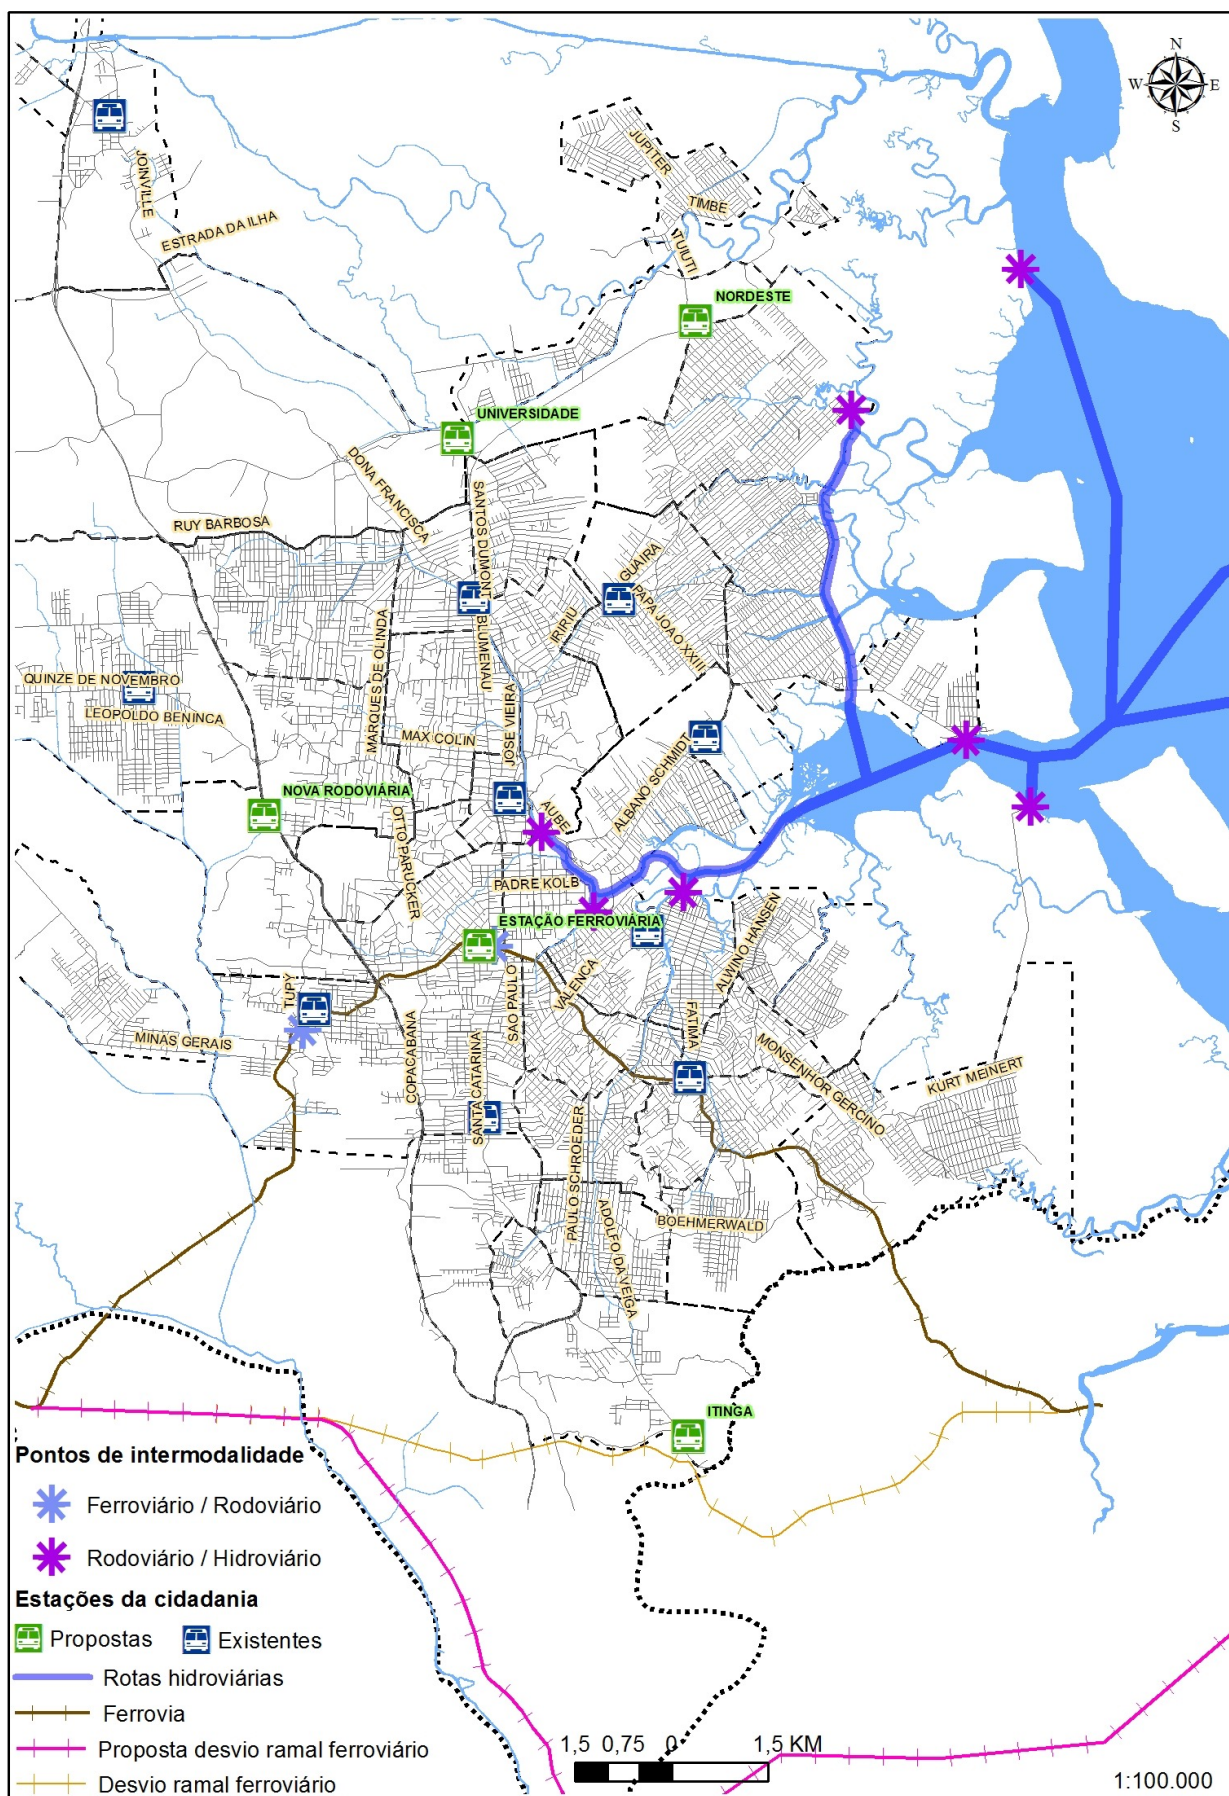 N
W E
S
JUPITER
TIMBE
JOINVILLE
ESTRADA DA ILHA
TUIUTI
NORDESTE
UNIVERSIDADE
DONA FRANCISCA
SANTOS DUMONT
RUY BARBOSA
GUAIRA
PAPA JOAO XXIII
IRIRIU
BLUMENAU
MARQUES DE OLINDA
QUINZE DE NOVEMBRO
LEOPOLDO BENINCA
JOSE VIEIRA
MAX COLIN
ALBANO SCHMIDT
NOVA RODOVIÁRIA
AUBE
OTTO PARUCKER
PADRE KOLB
ESTAÇÃO FERROVIÁRIA
ALWINO HANSEN
VALENCA
SAO PAULO
TUPY
FATIMA
MINAS GERAIS
COPACABANA
SANTA CATARINA
MONSENHOR GERCINO
KURT MEINERT
PAULO SCHROEDER
BOEHMERWALD
ADOLFO DA VEIGA
ITINGA
Pontos de intermodalidade
Ferroviário / Rodoviário
Rodoviário / Hidroviário
Estações da cidadania
Propostas Existentes
Rotas hidroviárias
Ferrovia
Proposta desvio ramal ferroviário
Desvio ramal ferroviário
1,5 0,75 0 1,5 KM
1:100.000